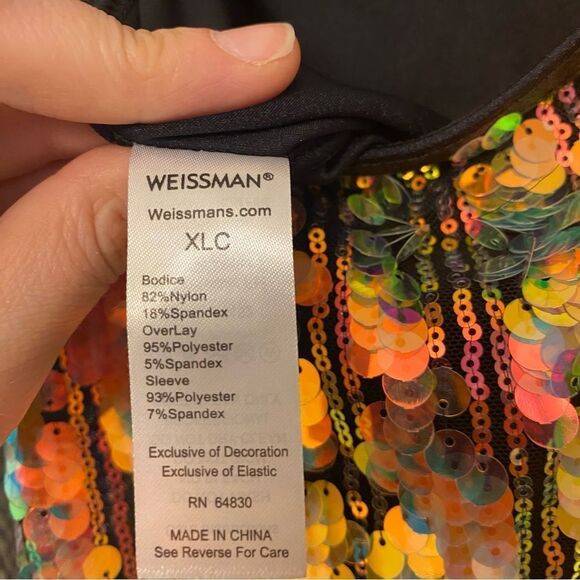 WEISSMAN®
Weissmans.com
XLC
Bodice
82%Nylon
18%Spandex
OverLay
95%Polyester
5%Spandex
Sleeve
93%Polyester
7%Spandex
Exclusive of Decoration
Exclusive of Elastic
RN 64830
MADE IN CHINA
See Reverse For Care